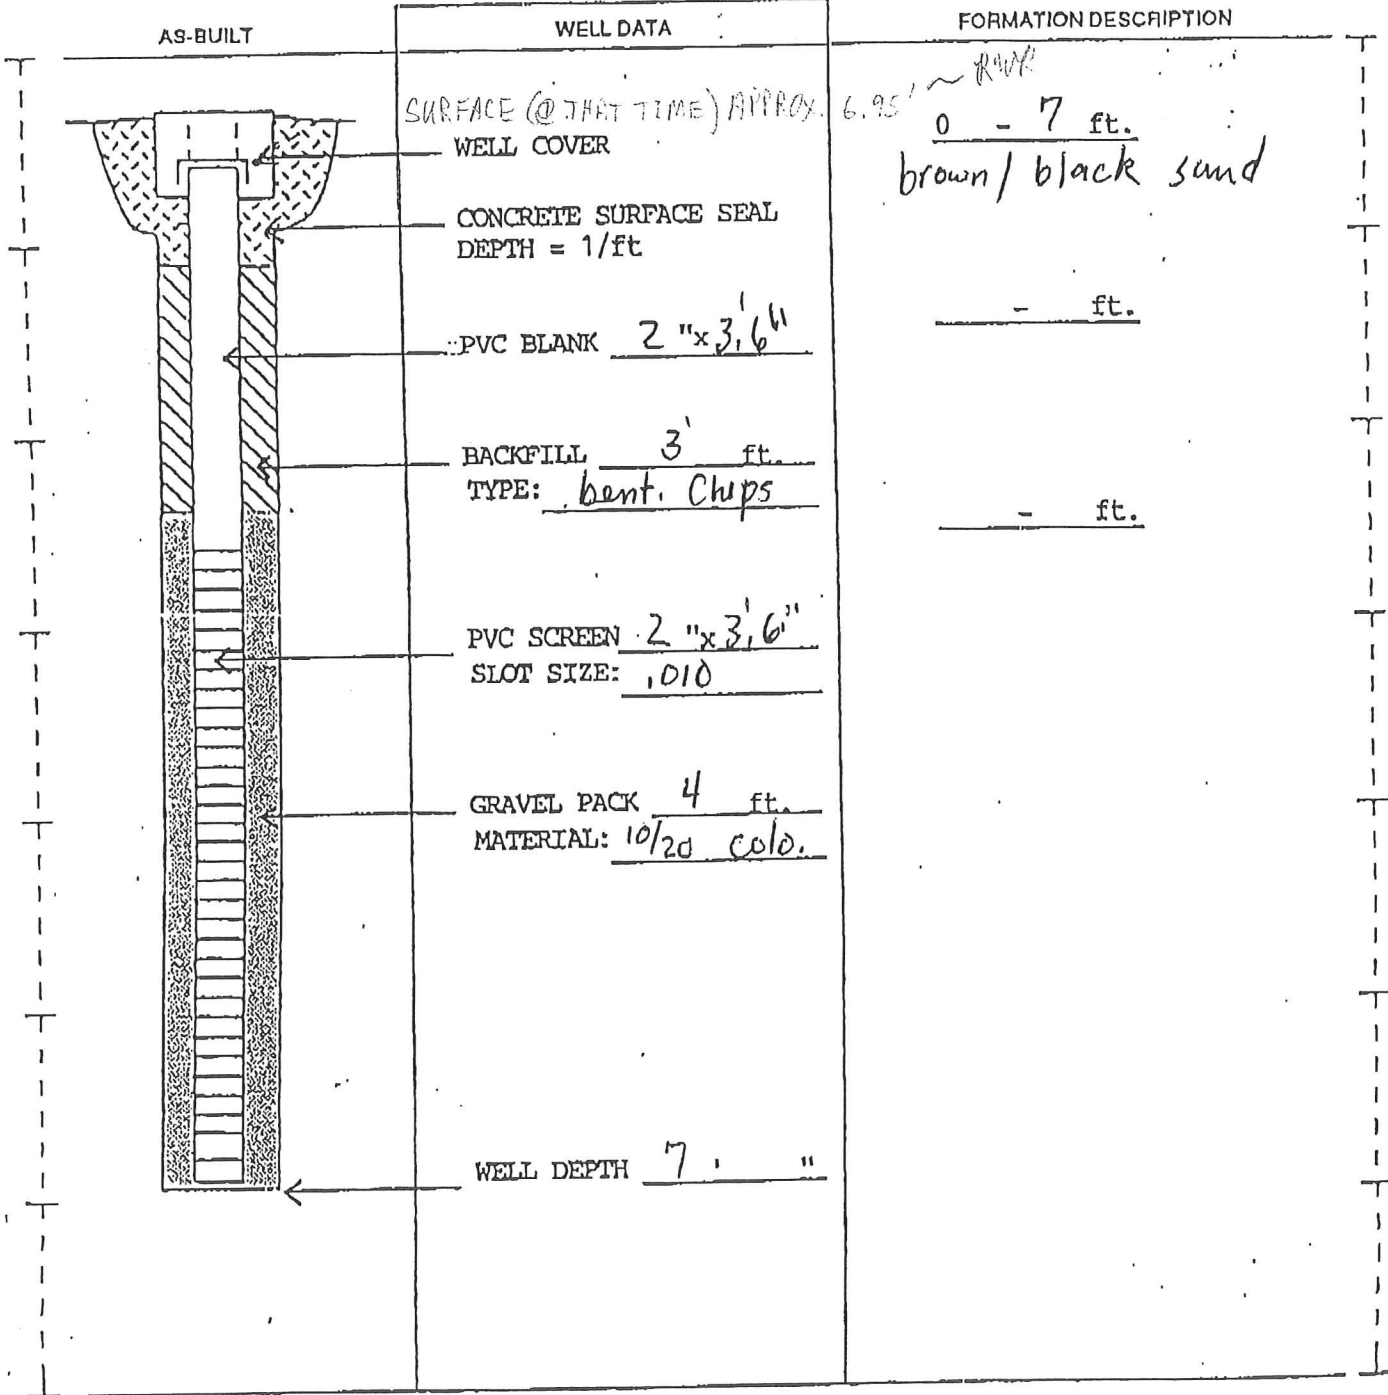 AS-BUILT
WELL DATA
FORMATION DESCRIPTION
SURFACE (@ THAT TIME) APPROX. 6.95' ~
WELL COVER
CONCRETE SURFACE SEAL
DEPTH = 1/ft
PVC BLANK 2 "x 3' 6"
BACKFILL 3' ft.
TYPE: bent. Chips
PVC SCREEN 2 "x 3' 6"
SLOT SIZE: .010
GRAVEL PACK 4 ft.
MATERIAL: 10/20 Colo.
WELL DEPTH 7 ' "
0 - 7 ft.
brown / black sand
- ft.
- ft.